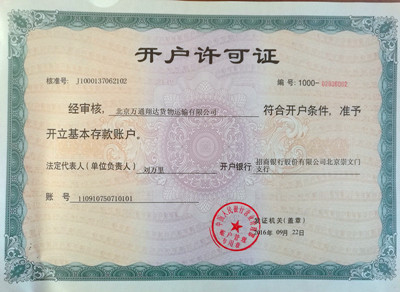 开户许可证
核准号: J1000137062102 编号: 1000-
经审核, 北京万通翔达货物运输有限公司 符合开户条件, 准予
开立基本存款账户。
法定代表人(单位负责人) 刘万里 开户银行 招商银行股份有限公司北京崇文门
支行
账 号 110910750710101
发证机关(盖章)
2016年 09月 22日